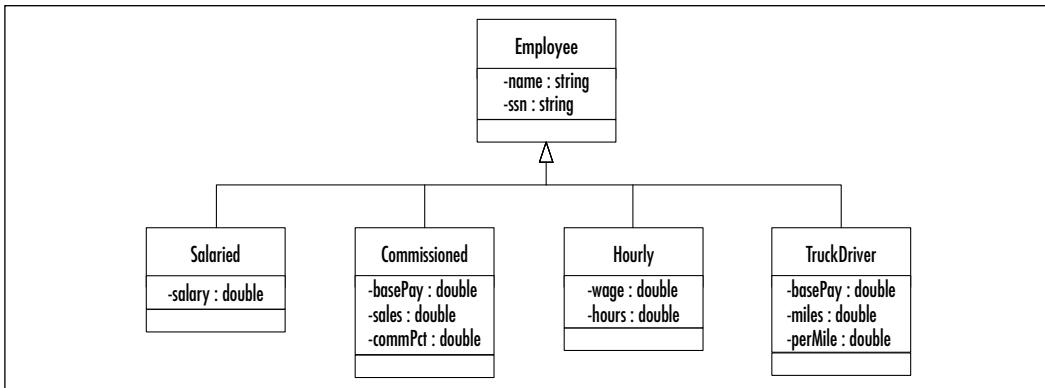 Employee
-name : string
-ssn : string
Salaried
-salary : double
Commissioned
-basePay : double
-sales : double
-commPct : double
Hourly
-wage : double
-hours : double
TruckDriver
-basePay : double
-miles : double
-perMile : double